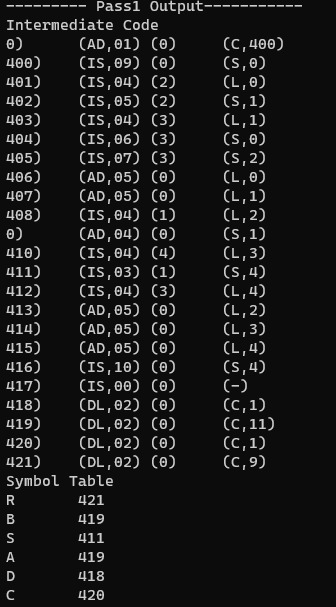 --------- Pass1 Output-----------
Intermediate Code
0) (AD,01) (0) (C,400)
400) (IS,09) (0) (S,0)
401) (IS,04) (2) (L,0)
402) (IS,05) (2) (S,1)
403) (IS,04) (3) (L,1)
404) (IS,06) (3) (S,0)
405) (IS,07) (3) (S,2)
406) (AD,05) (0) (L,0)
407) (AD,05) (0) (L,1)
408) (IS,04) (1) (L,2)
0) (AD,04) (0) (S,1)
410) (IS,04) (4) (L,3)
411) (IS,03) (1) (S,4)
412) (IS,04) (3) (L,4)
413) (AD,05) (0) (L,2)
414) (AD,05) (0) (L,3)
415) (AD,05) (0) (L,4)
416) (IS,10) (0) (S,4)
417) (IS,00) (0) (-)
418) (DL,02) (0) (C,1)
419) (DL,02) (0) (C,11)
420) (DL,02) (0) (C,1)
421) (DL,02) (0) (C,9)
Symbol Table
R 421
B 419
S 411
A 419
D 418
C 420